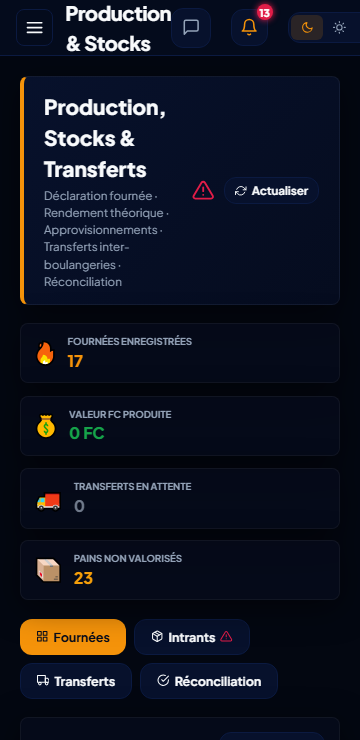 Production
& Stocks
13
Production,
Stocks &
Transferts
Déclaration fournée ·
Rendement théorique ·
Approvisionnements ·
Transferts inter-
boulangeries ·
Réconciliation
Actualiser
FOURNÉES ENREGISTRÉES
17
VALEUR FC PRODUITE
0 FC
TRANSFERTS EN ATTENTE
0
PAINS NON VALORISÉS
23
Fournées
Intrants
Transferts
Réconciliation